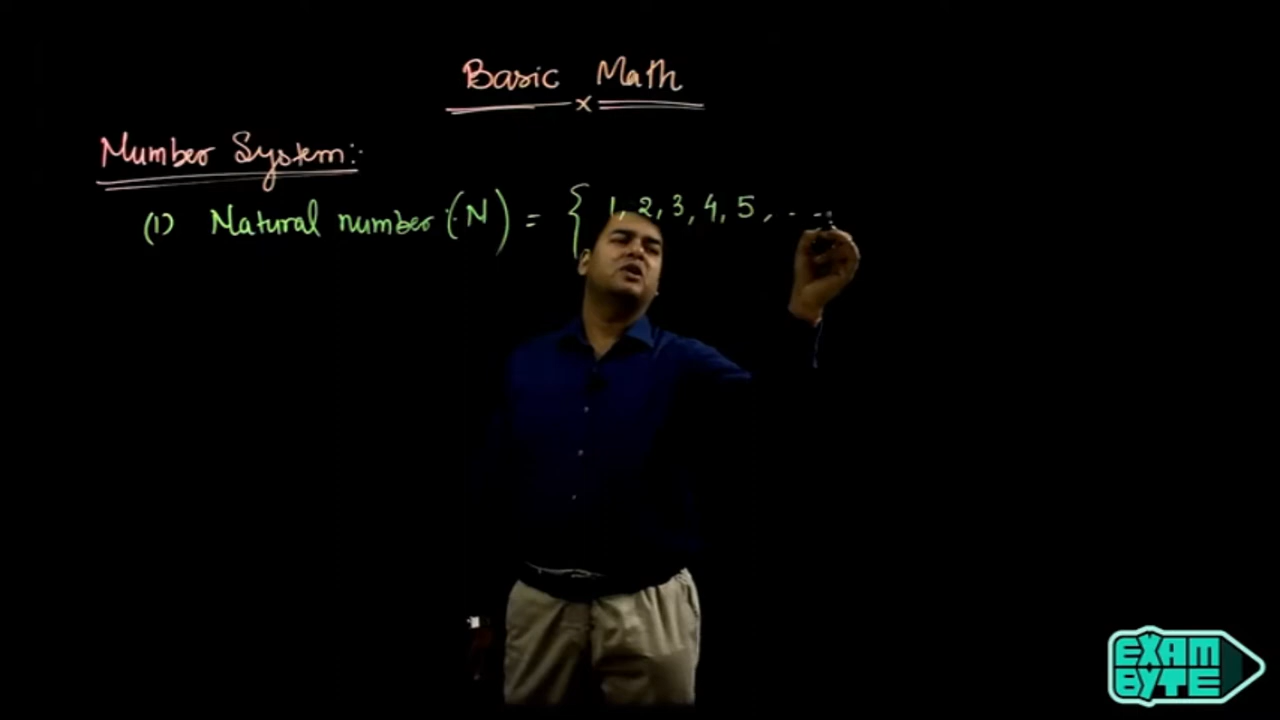 Basic Math
x
Number System:
(1) Natural number:(N) = { 1, 2, 3, 4, 5, - - -
EXAM
BYTE